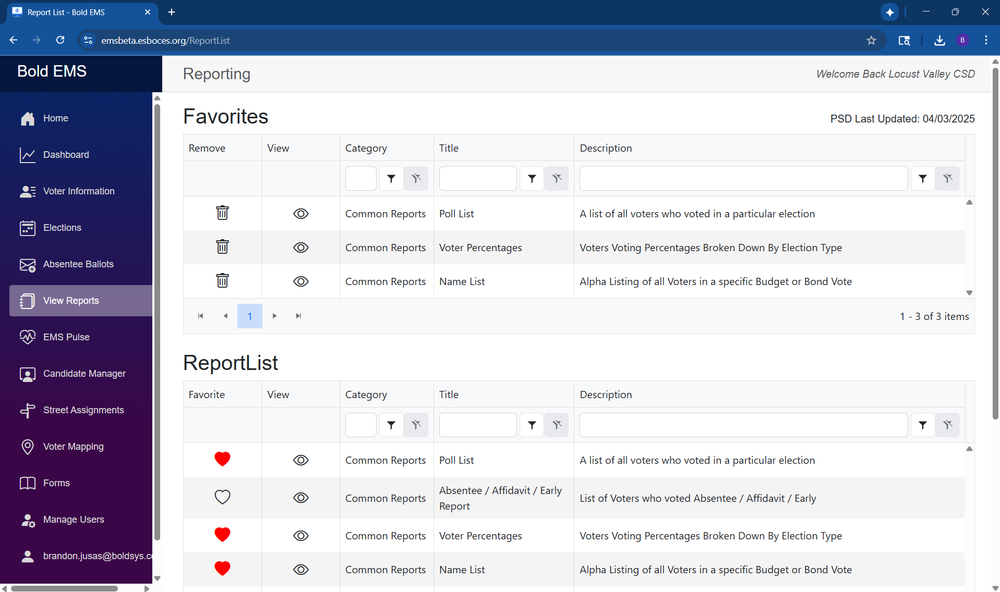 Report List - Bold EMS
emsbeta.esboces.org/ReportList
B
Bold EMS
Reporting
Welcome Back Locust Valley CSD
Home
Dashboard
Voter Information
Elections
Absentee Ballots
View Reports
EMS Pulse
Candidate Manager
Street Assignments
Voter Mapping
Forms
Manage Users
brandon.jusas@boldsys.c
Favorites
PSD Last Updated: 04/03/2025
Remove View Category Title Description
Common Reports Poll List A list of all voters who voted in a particular election
Common Reports Voter Percentages Voters Voting Percentages Broken Down By Election Type
Common Reports Name List Alpha Listing of all Voters in a specific Budget or Bond Vote
1
1 - 3 of 3 items
ReportList
Favorite View Category Title Description
Common Reports Poll List A list of all voters who voted in a particular election
Common Reports Absentee / Affidavit / Early Report List of Voters who voted Absentee / Affidavit / Early
Common Reports Voter Percentages Voters Voting Percentages Broken Down By Election Type
Common Reports Name List Alpha Listing of all Voters in a specific Budget or Bond Vote